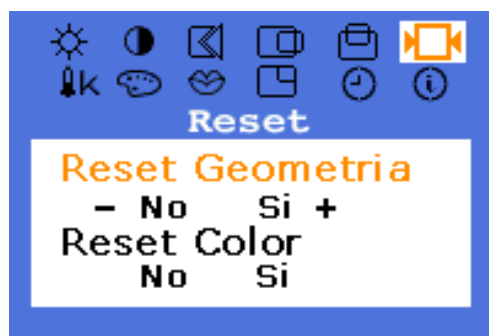 k
Reset
Reset Geometria
– No Si +
Reset Color
No Si